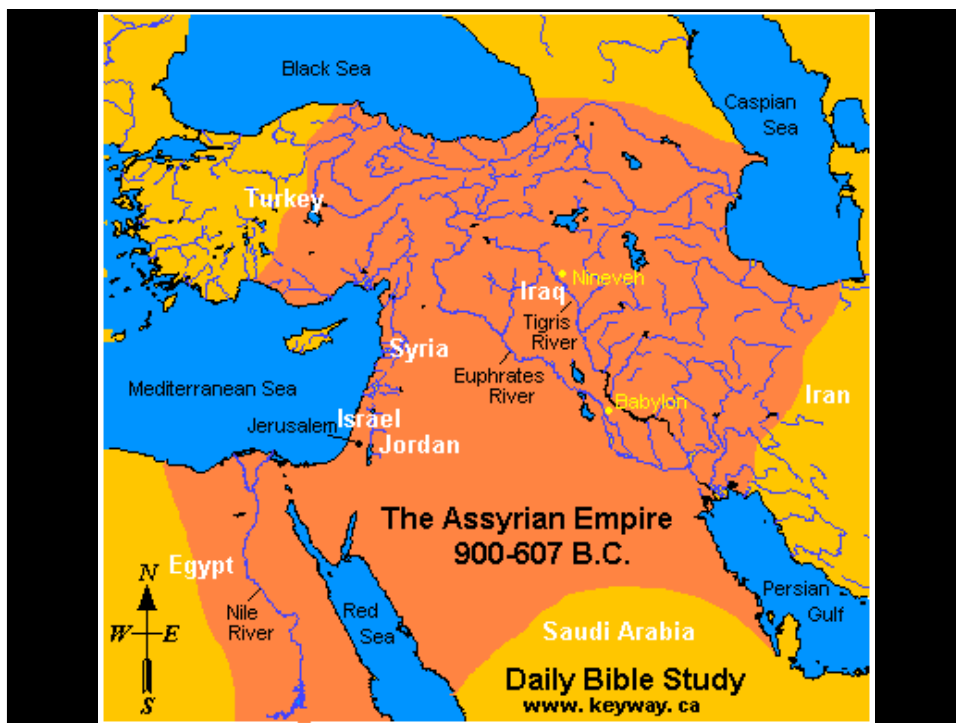 Black Sea
Caspian
Sea
Turkey
Nineveh
Iraq
Tigris
River
Syria
Euphrates
River
Mediterranean Sea
Iran
Babylon
Israel
Jerusalem
Jordan
The Assyrian Empire
900-607 B.C.
Egypt
N
W E
S
Nile
River
Red
Sea
Persian
Gulf
Saudi Arabia
Daily Bible Study
www. keyway. ca